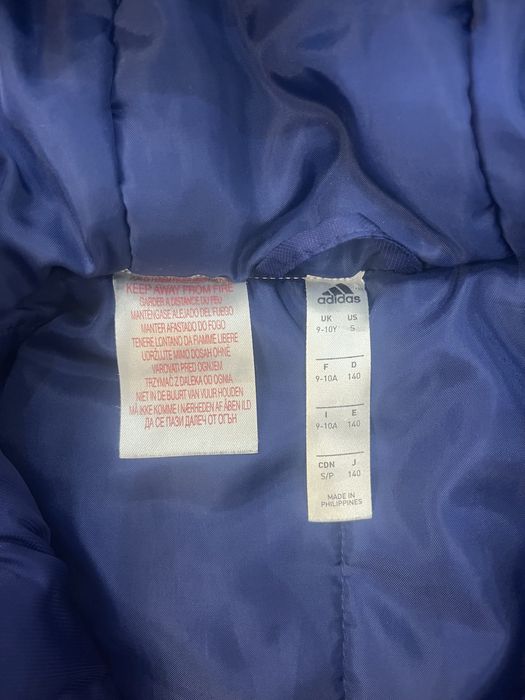 KEEP AWAY FROM FIRE
GARDER A DISTANCE DU FEU
MANTENGASE ALEJADO DEL FUEGO
MANTER AFASTADO DO FOGO
TENERE LONTANO DA FIAMME LIBERE
UDRŽUJTE MIMO DOSAH OHNĚ
VAROVATI PRED OGNJEM
TRZYMAĆ Z DALEKA OD OGNIA
NIET IN DE BUURT VAN VUUR HOUDEN
MÅ IKKE KOMME I NÆRHEDEN AF ÅBEN ILD
ДА СЕ ПАЗИ ДАЛЕЧ ОТ ОГЪН
adidas
UK US
9-10Y S
F D
9-10A 140
I E
9-10A 140
CDN J
S/P 140
MADE IN
PHILIPPINES